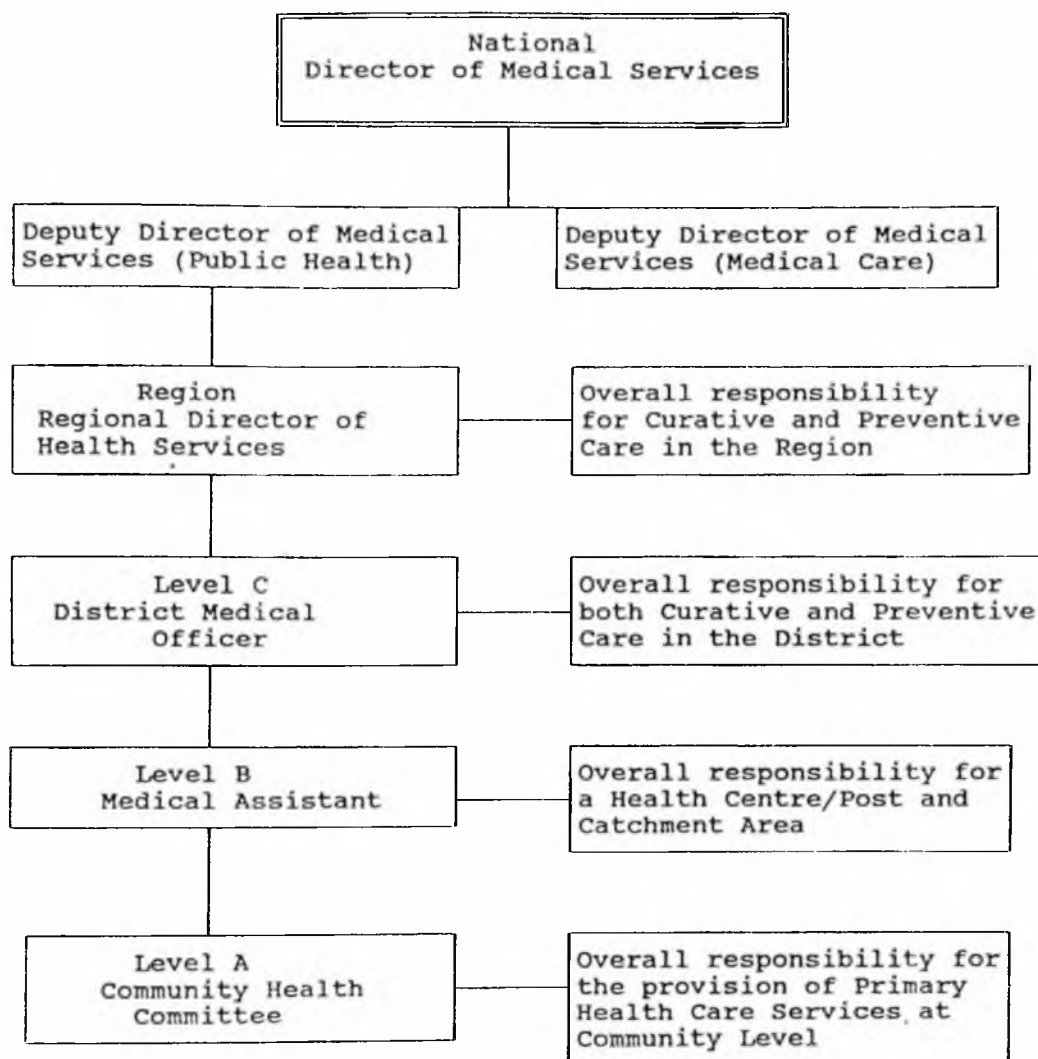 National
Director of Medical Services
Deputy Director of Medical
Services (Public Health)
Deputy Director of Medical
Services (Medical Care)
Region
Regional Director of
Health Services
Overall responsibility
for Curative and Preventive
Care in the Region
Level C
District Medical
Officer
Overall responsibility for
both Curative and Preventive
Care in the District
Level B
Medical Assistant
Overall responsibility for
a Health Centre/Post and
Catchment Area
Level A
Community Health
Committee
Overall responsibility for
the provision of Primary
Health Care Services at
Community Level